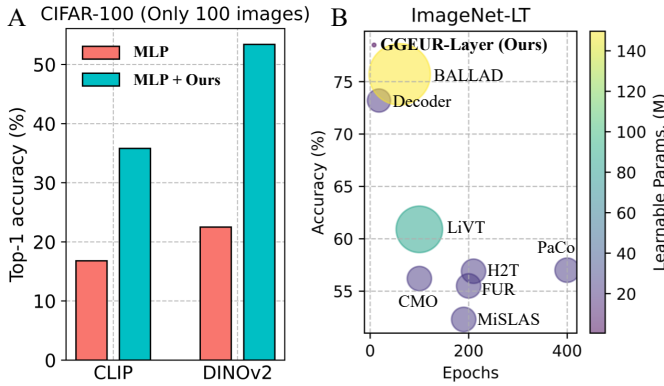 A
CIFAR-100 (Only 100 images)
MLP
MLP + Ours
Top-1 accuracy (%)
50
40
30
20
10
0
CLIP
DINOv2
B
ImageNet-LT
GGEUR-Layer (Ours)
BALLAD
Decoder
LiVT
PaCo
H2T
FUR
CMO
MiSLAS
Accuracy (%)
75
70
65
60
55
0
200
400
Epochs
140
120
100
80
60
40
20
Learnable Params. (M)